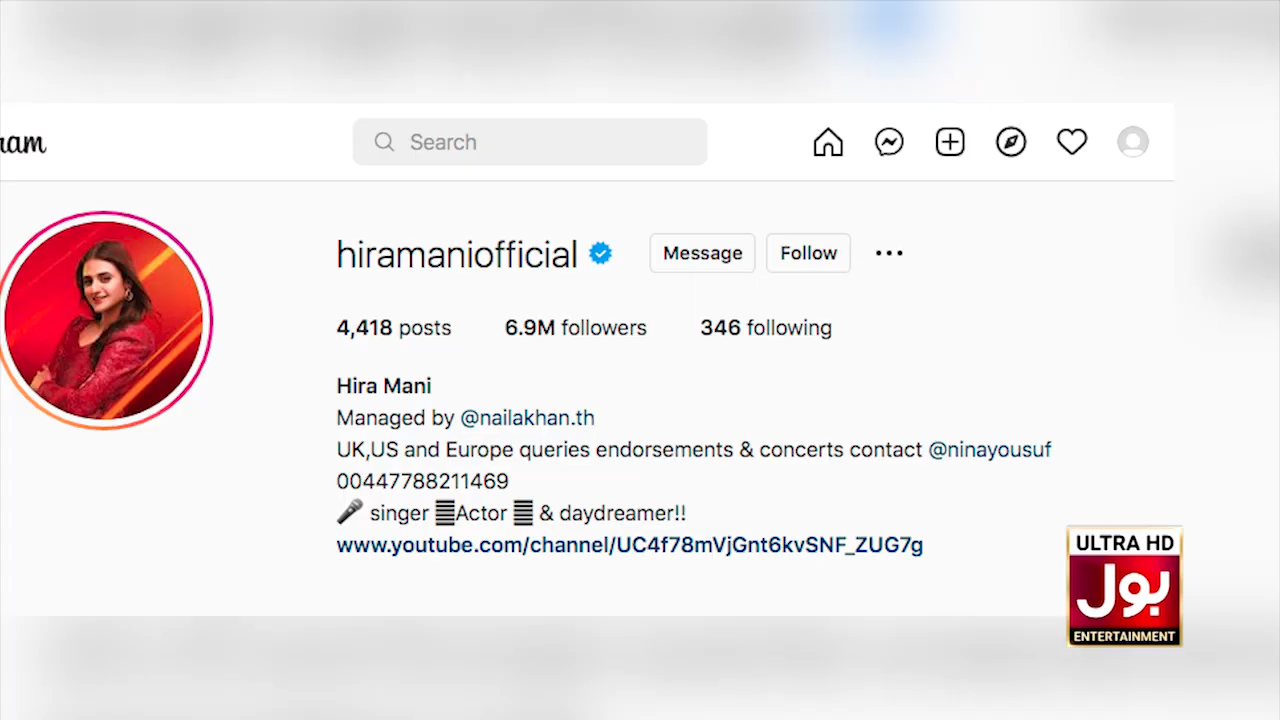 ram
Search
hiramaniofficial
Message
Follow
4,418 posts 6.9M followers 346 following
Hira Mani
Managed by @nailakhan.th
UK,US and Europe queries endorsements & concerts contact @ninayousuf
00447788211469
🎤 singer 𝄚Actor 𝄚 & daydreamer!!
www.youtube.com/channel/UC4f78mVjGnt6kvSNF_ZUG7g
ULTRA HD
بول
ENTERTAINMENT